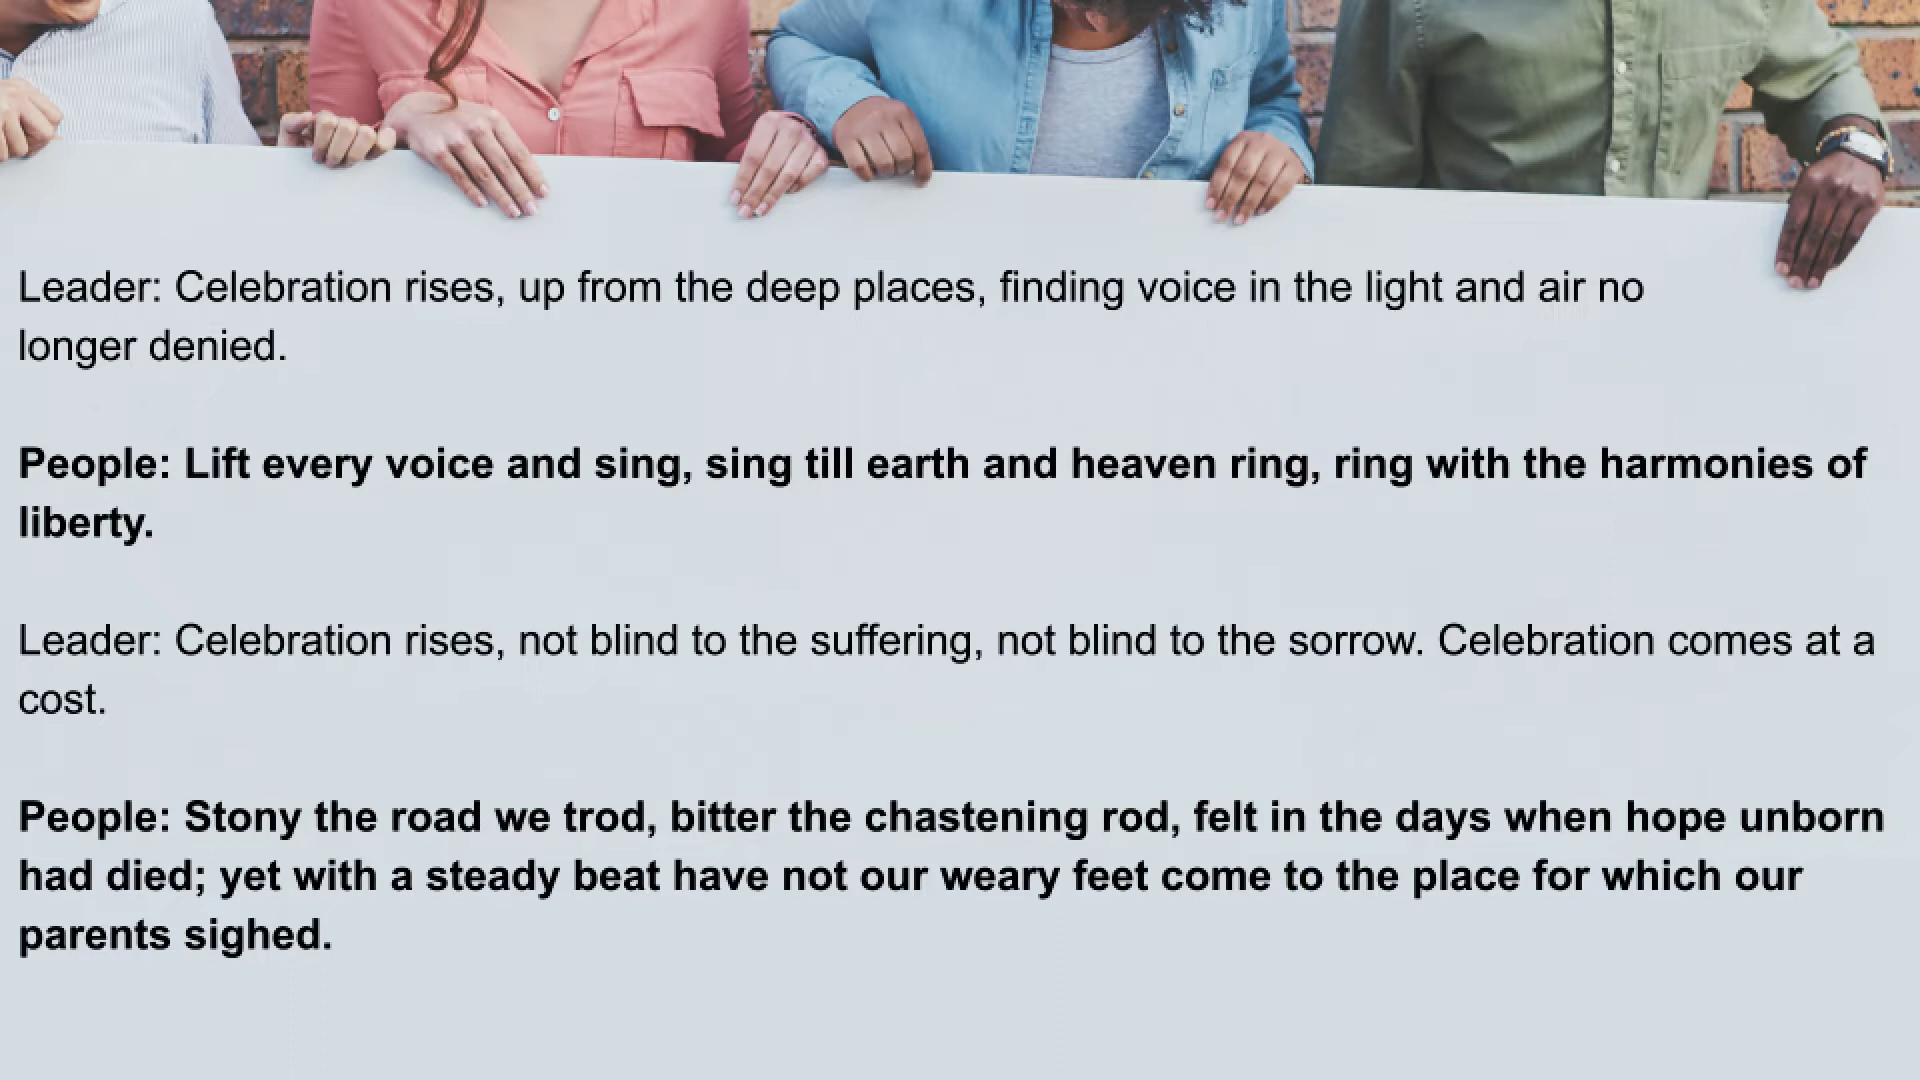 Leader: Celebration rises, up from the deep places, finding voice in the light and air no
longer denied.
People: Lift every voice and sing, sing till earth and heaven ring, ring with the harmonies of
liberty.
Leader: Celebration rises, not blind to the suffering, not blind to the sorrow. Celebration comes at a
cost.
People: Stony the road we trod, bitter the chastening rod, felt in the days when hope unborn
had died; yet with a steady beat have not our weary feet come to the place for which our
parents sighed.